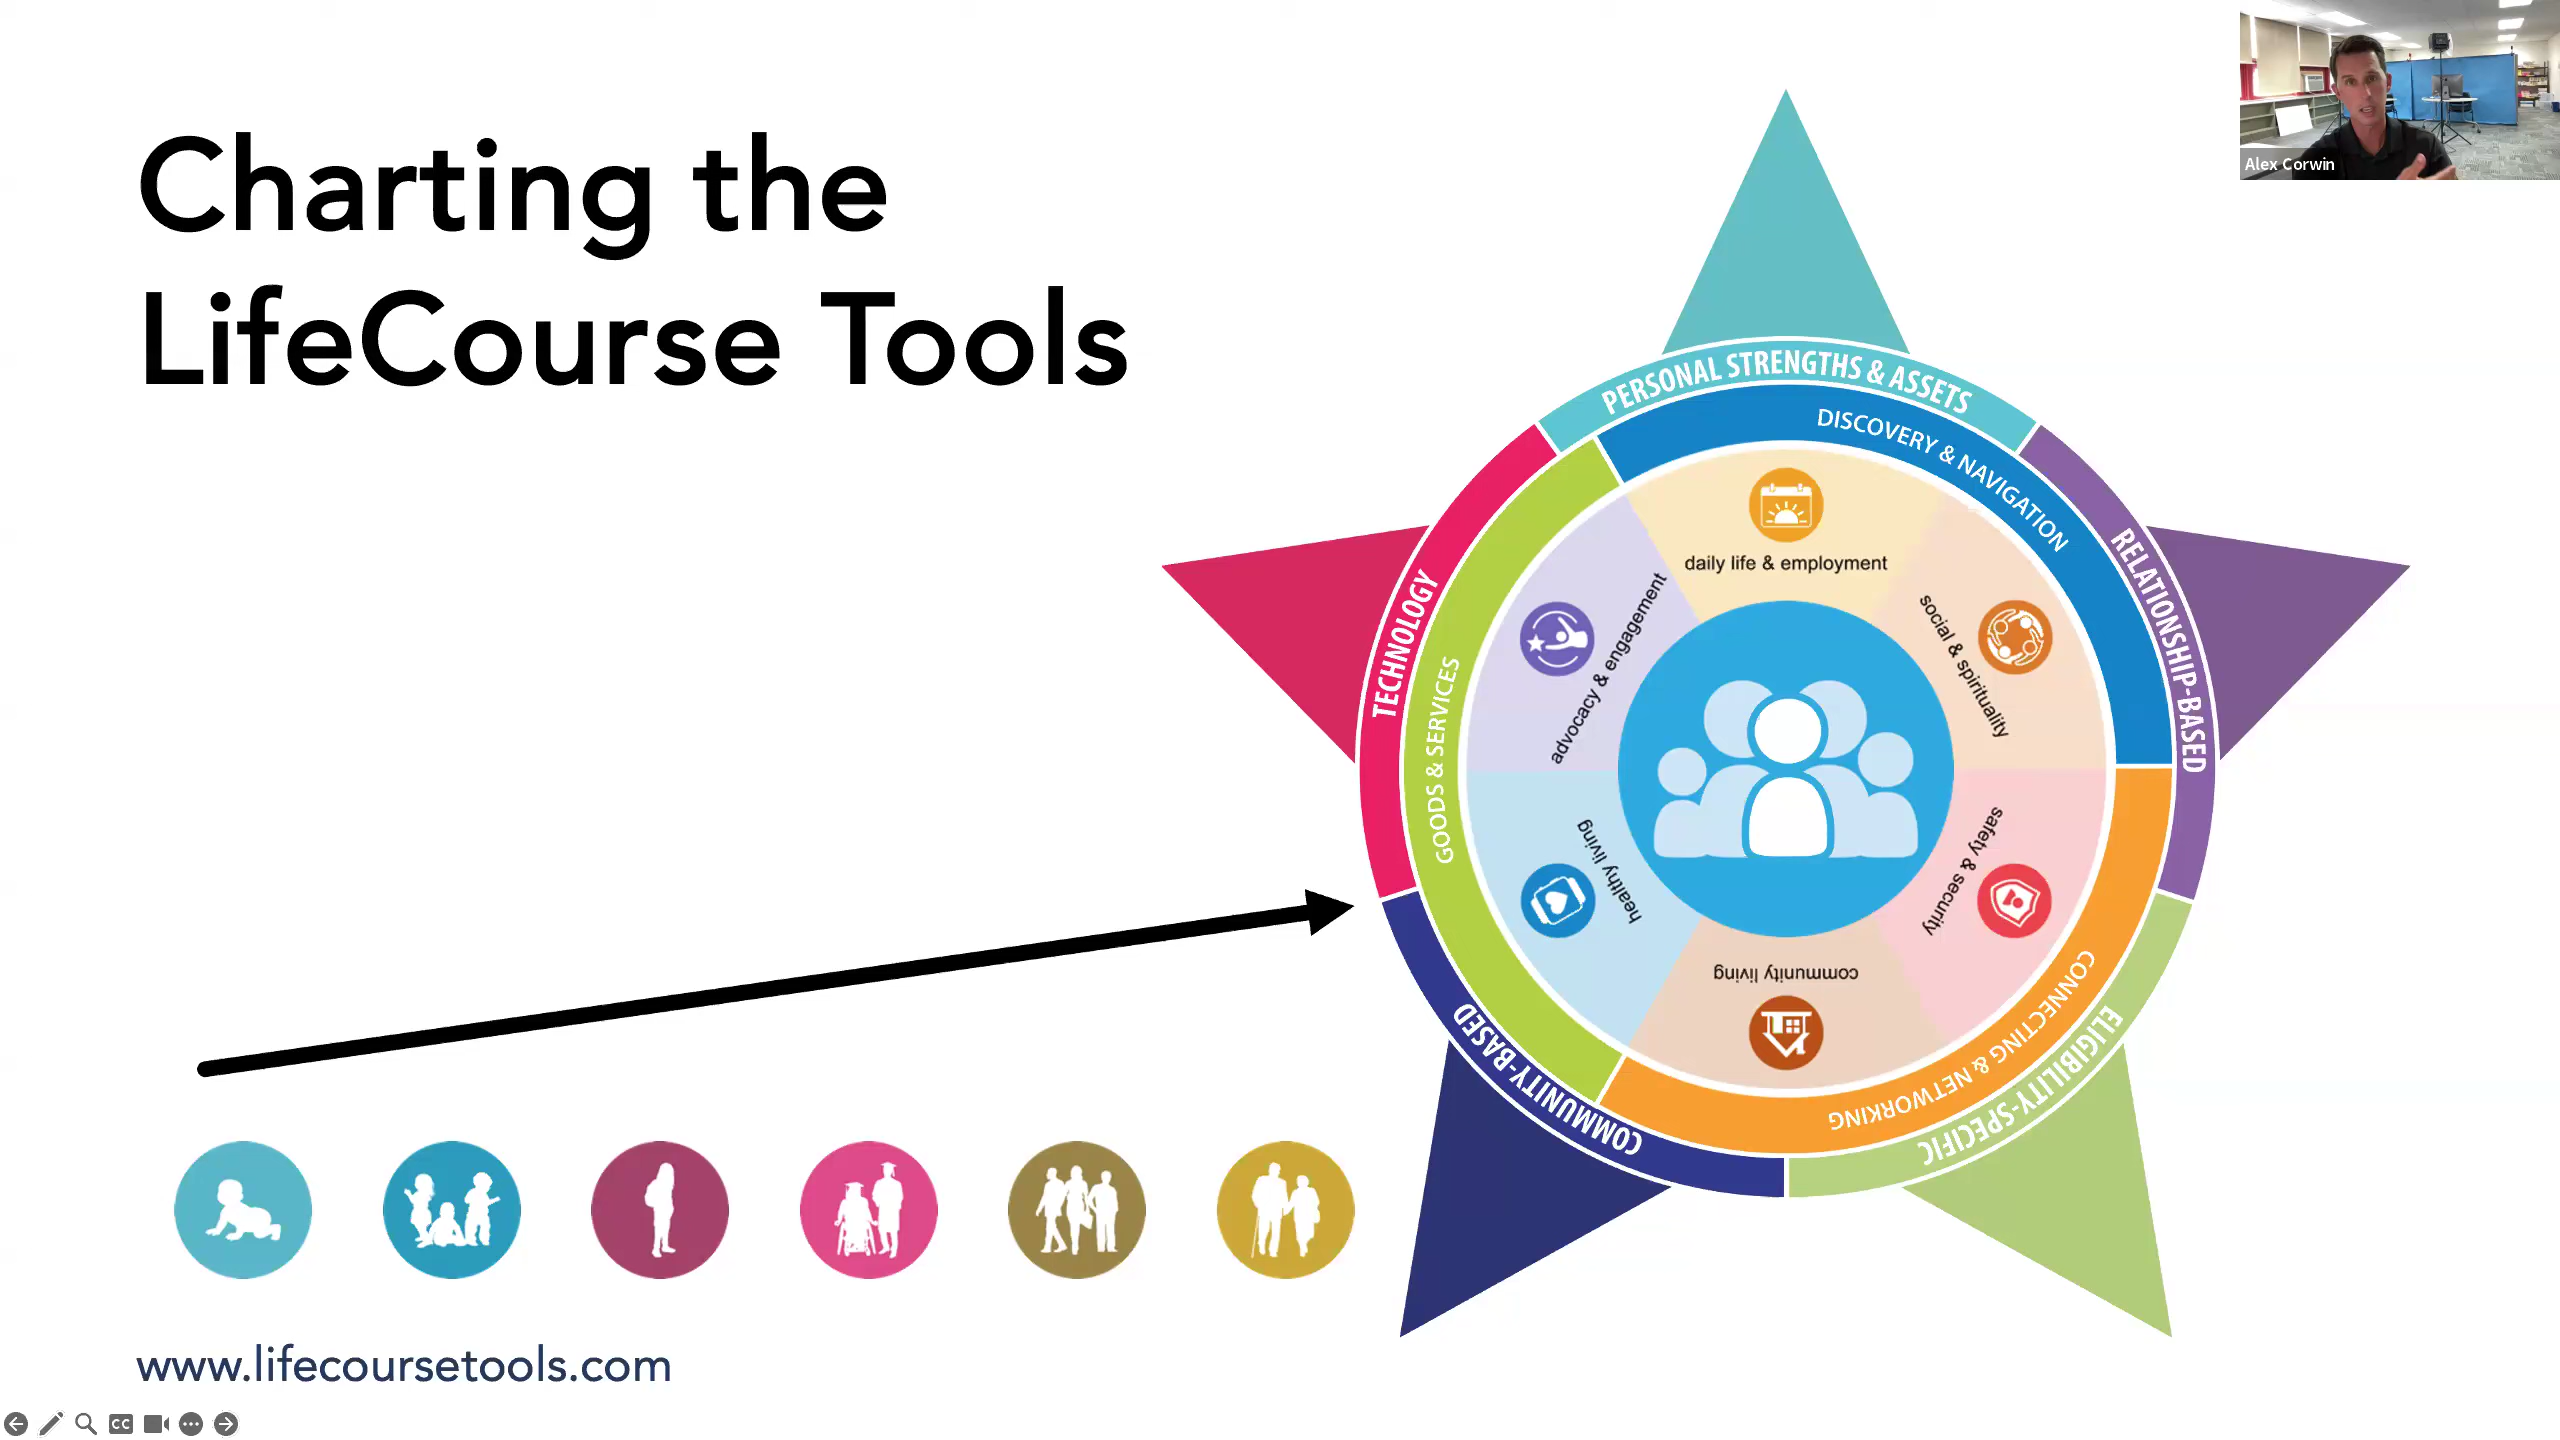 Charting the
LifeCourse Tools
Alex Corwin
PERSONAL STRENGTHS & ASSETS
DISCOVERY & NAVIGATION
TECHNOLOGY
RELATIONSHIP-BASED
GOODS & SERVICES
daily life & employment
advocacy & engagement
social & spirituality
healthy living
safety & security
community living
CONNECTING & NETWORKING
COMMUNITY-BASED
ELIGIBILITY-SPECIFIC
www.lifecoursetools.com
CC